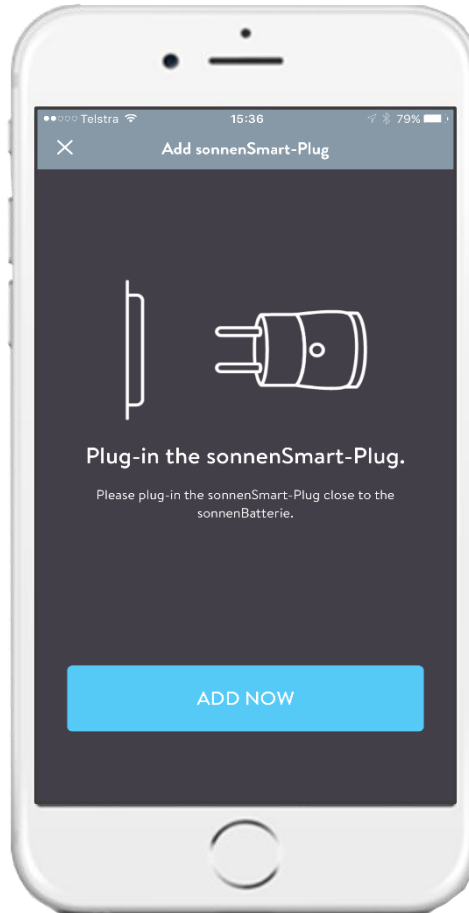 Telstra 15:36 79%
Add sonnenSmart-Plug
Plug-in the sonnenSmart-Plug.
Please plug-in the sonnenSmart-Plug close to the
sonnenBatterie.
ADD NOW